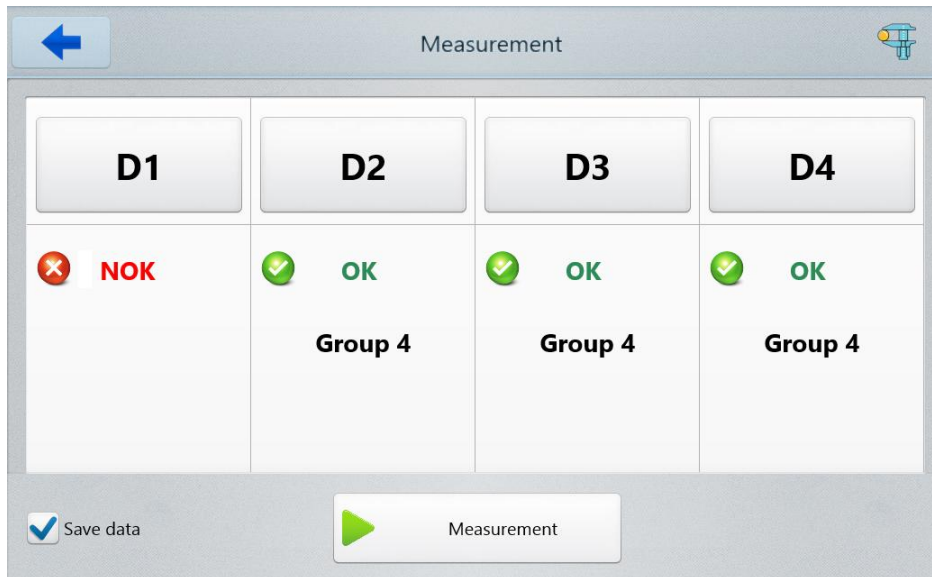 Measurement
D1 D2 D3 D4
NOK OK OK OK
Group 4 Group 4 Group 4
Save data
Measurement